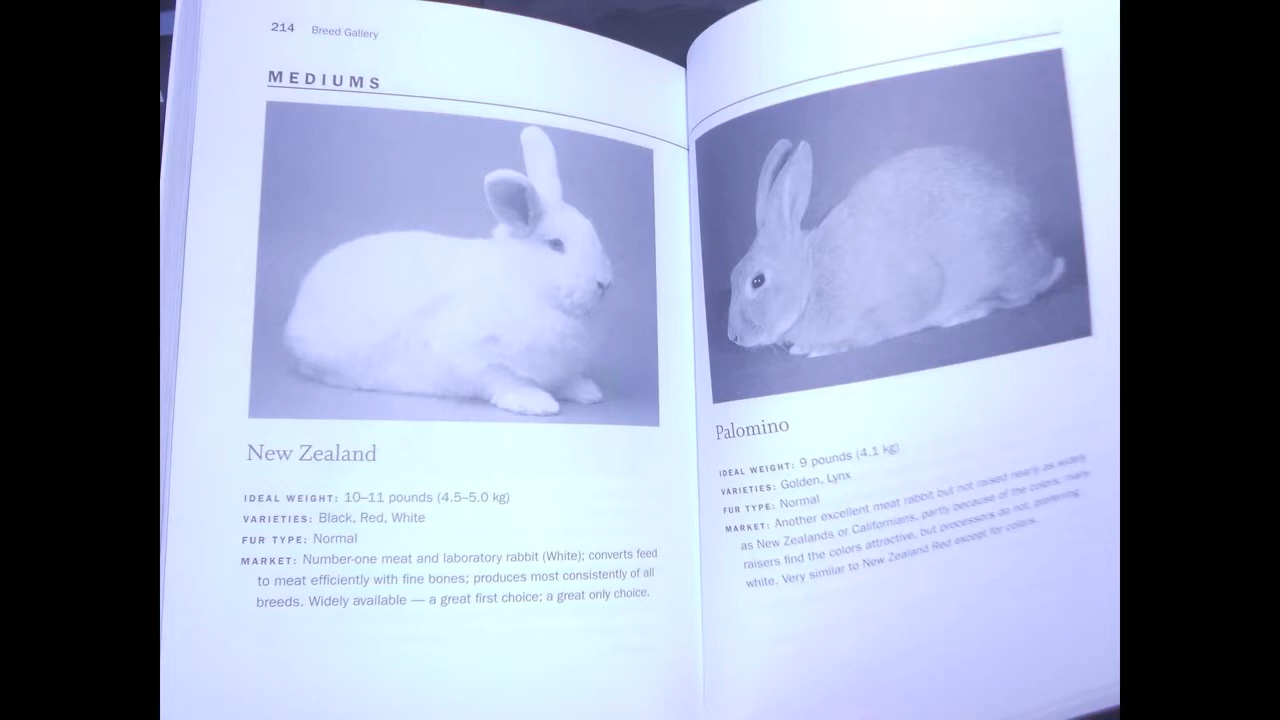 214 Breed Gallery
MEDIUMS
New Zealand
IDEAL WEIGHT: 10–11 pounds (4.5–5.0 kg)
VARIETIES: Black, Red, White
FUR TYPE: Normal
MARKET: Number-one meat and laboratory rabbit (White); converts feed
to meat efficiently with fine bones; produces most consistently of all
breeds. Widely available — a great first choice; a great only choice.
Palomino
IDEAL WEIGHT: 9 pounds (4.1 kg)
VARIETIES: Golden, Lynx
FUR TYPE: Normal
MARKET: Another excellent meat rabbit but not raised nearly as widely
as New Zealands or Californians, partly because of the colors; many
raisers find the colors attractive, but processors do not, preferring
white. Very similar to New Zealand Red except for colors.